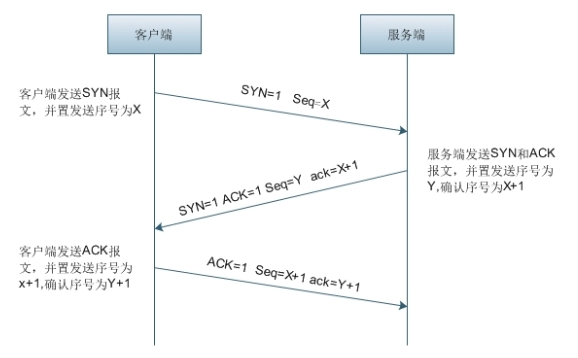 客户端
服务端
客户端发送SYN报
文，并置发送序号为X
SYN=1 Seq=X
服务端发送SYN和ACK
报文，并置发送序号为
Y,确认序号为X+1
SYN=1 ACK=1 Seq=Y ack=X+1
客户端发送ACK报
文，并置发送序号为
x+1,确认序号为Y+1
ACK=1 Seq=X+1 ack=Y+1